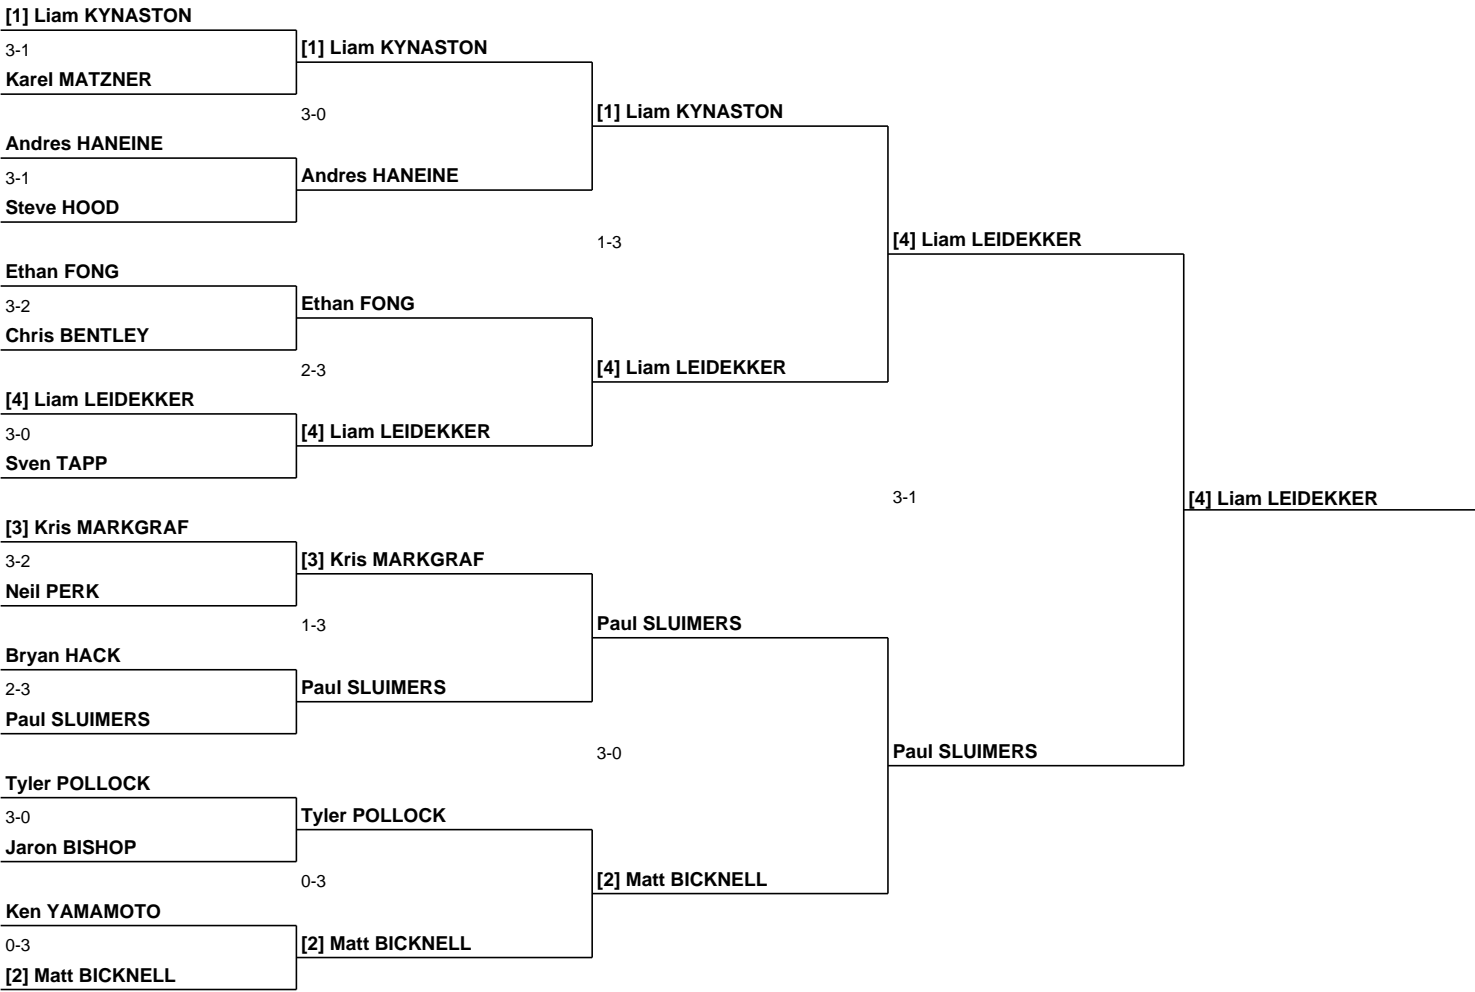 [1] Liam KYNASTON
3-1
Karel MATZNER
Andres HANEINE
3-1
Steve HOOD
Ethan FONG
3-2
Chris BENTLEY
[4] Liam LEIDEKKER
3-0
Sven TAPP
[3] Kris MARKGRAF
3-2
Neil PERK
Bryan HACK
2-3
Paul SLUIMERS
Tyler POLLOCK
3-0
Jaron BISHOP
Ken YAMAMOTO
0-3
[2] Matt BICKNELL
[1] Liam KYNASTON
3-0
Andres HANEINE
Ethan FONG
2-3
[4] Liam LEIDEKKER
[3] Kris MARKGRAF
1-3
Paul SLUIMERS
Tyler POLLOCK
0-3
[2] Matt BICKNELL
[1] Liam KYNASTON
1-3
[4] Liam LEIDEKKER
Paul SLUIMERS
3-0
[2] Matt BICKNELL
[4] Liam LEIDEKKER
3-1
Paul SLUIMERS
[4] Liam LEIDEKKER